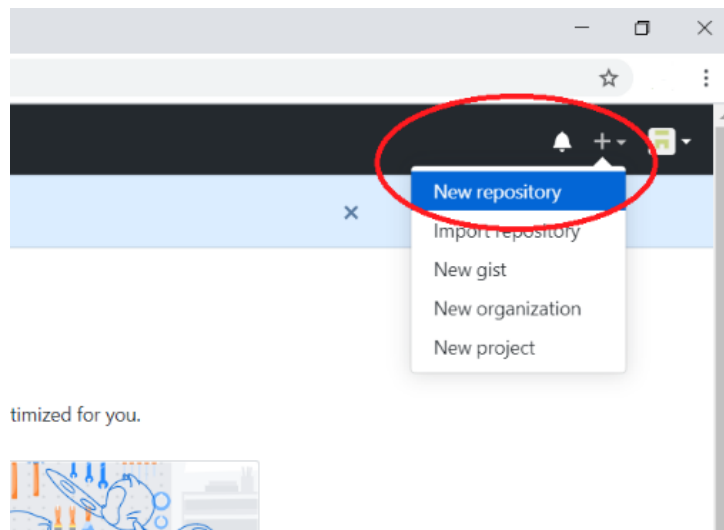 New repository
Import repository
New gist
New organization
New project
timized for you.